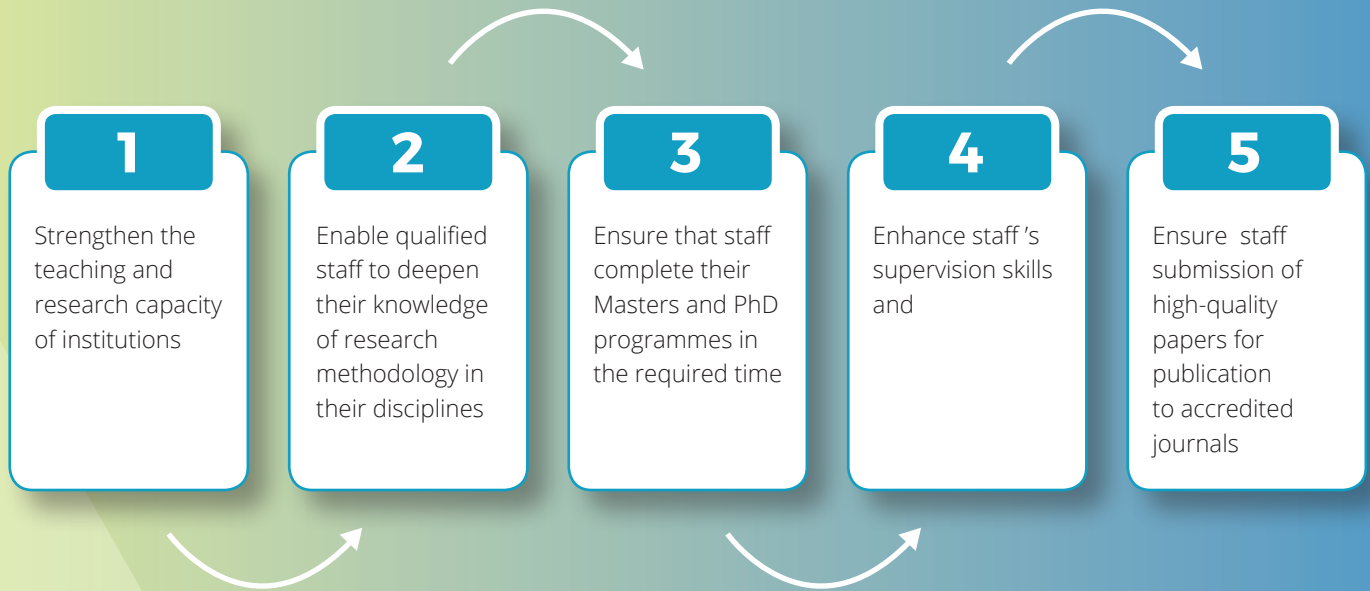 1
Strengthen the
teaching and
research capacity
of institutions
2
Enable qualified
staff to deepen
their knowledge
of research
methodology in
their disciplines
3
Ensure that staff
complete their
Masters and PhD
programmes in
the required time
4
Enhance staff 's
supervision skills
and
5
Ensure  staff
submission of
high-quality
papers for
publication
to accredited
journals